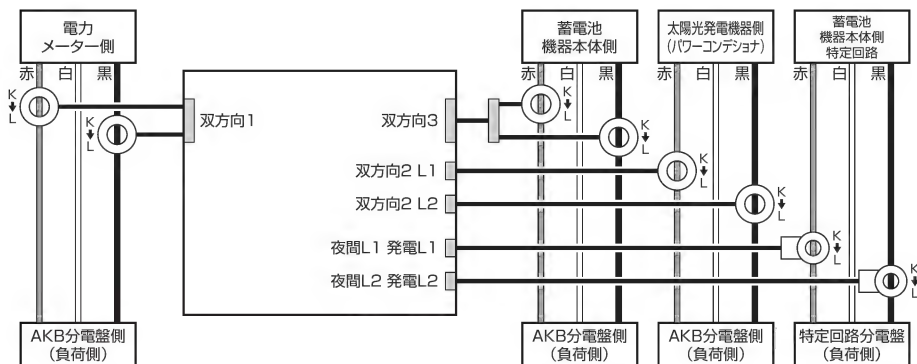 電力
メーター側
赤 白 黒
K
L
K
L
双方向1
双方向3
双方向2 L1
双方向2 L2
夜間L1 発電L1
夜間L2 発電L2
AKB分電盤側
(負荷側)
蓄電池
機器本体側
赤 白 黒
K
L
K
L
AKB分電盤側
(負荷側)
太陽光発電機器側
(パワーコンデショナ)
赤 白 黒
K
L
K
L
AKB分電盤側
(負荷側)
蓄電池
機器本体側
特定回路
赤 白 黒
K
L
K
L
特定回路分電盤
(負荷側)